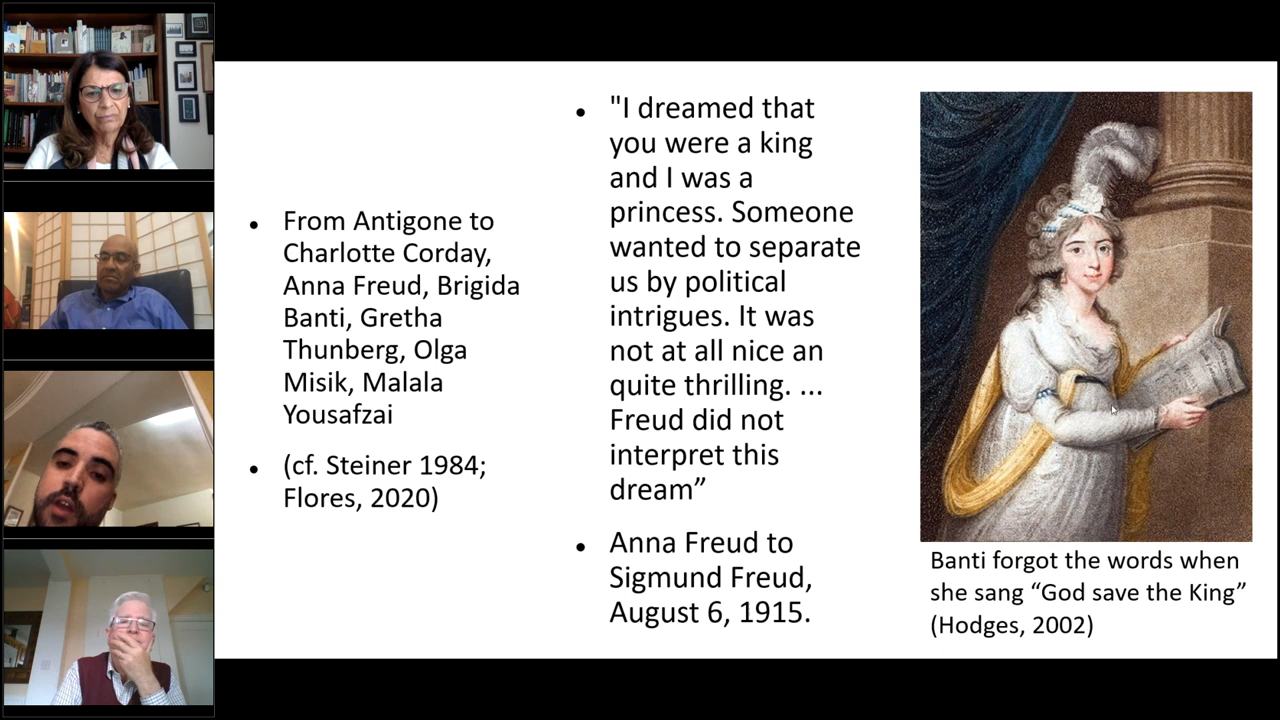 From Antigone to
Charlotte Corday,
Anna Freud, Brigida
Banti, Gretha
Thunberg, Olga
Misik, Malala
Yousafzai
(cf. Steiner 1984;
Flores, 2020)
"I dreamed that
you were a king
and I was a
princess. Someone
wanted to separate
us by political
intrigues. It was
not at all nice an
quite thrilling. ...
Freud did not
interpret this
dream”
Anna Freud to
Sigmund Freud,
August 6, 1915.
Banti forgot the words when
she sang “God save the King”
(Hodges, 2002)